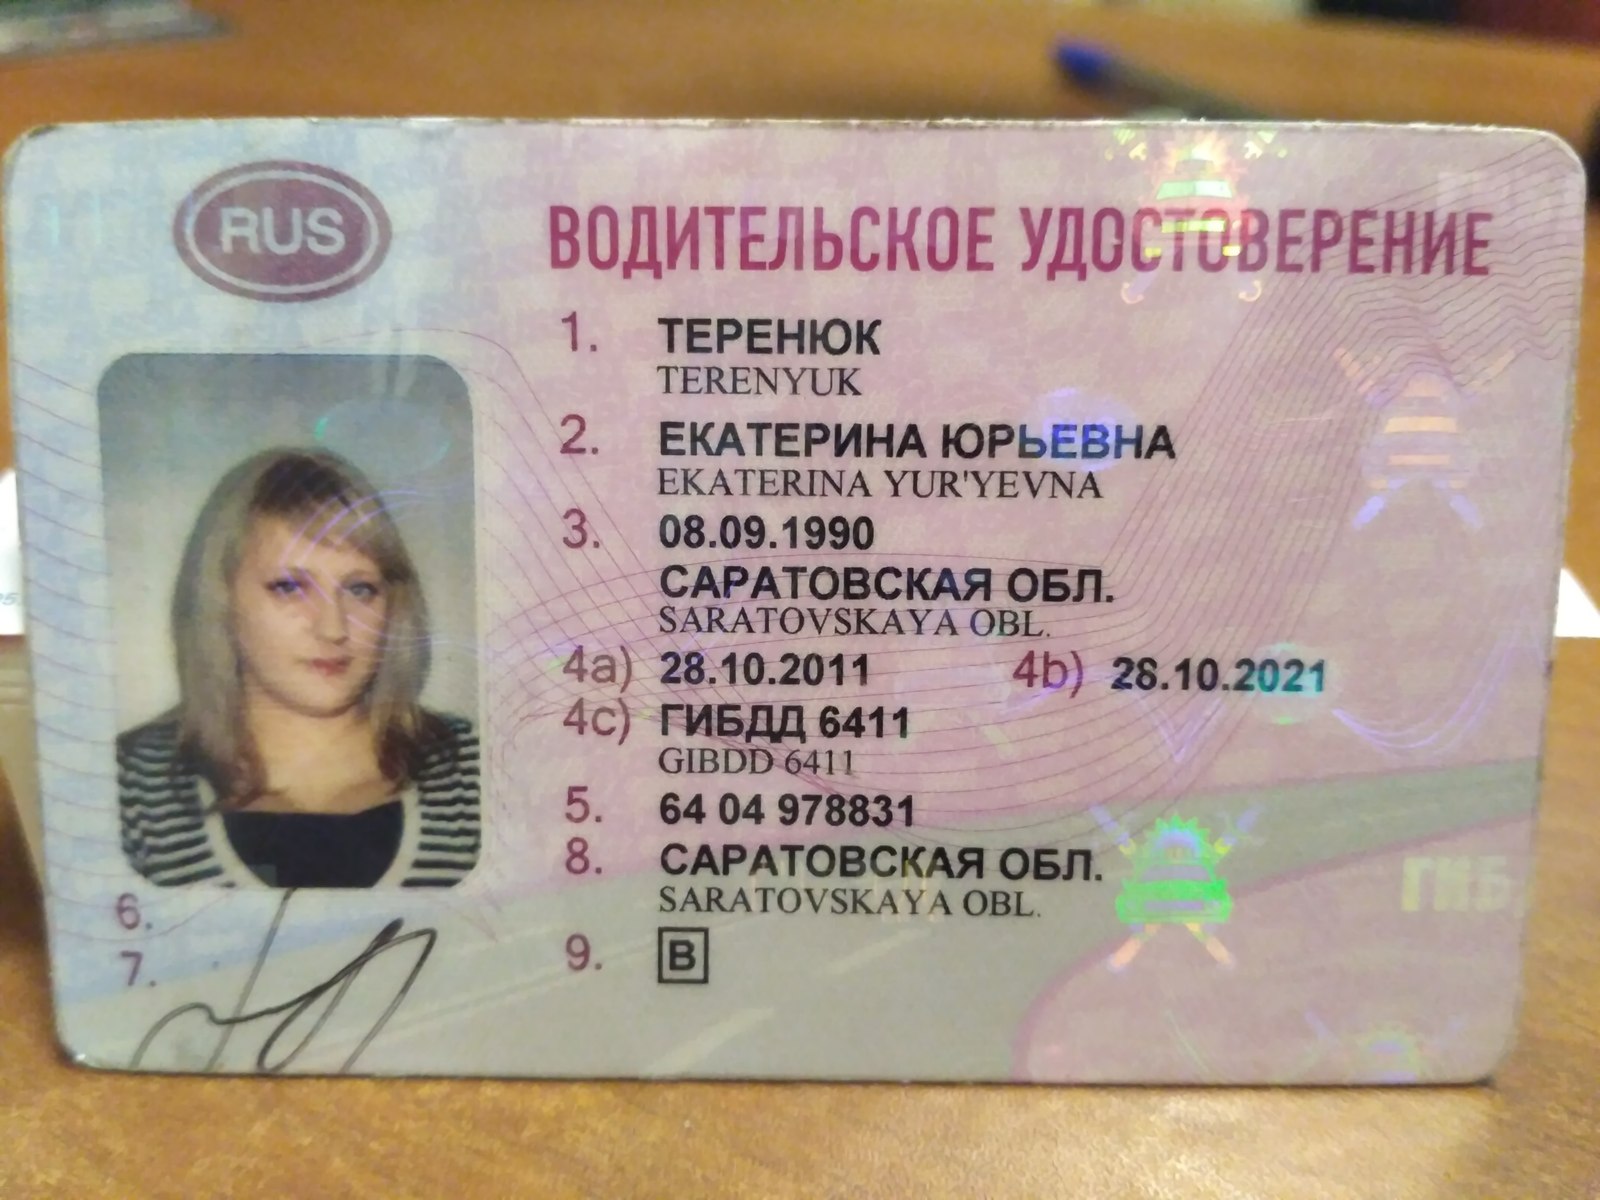 RUS
ВОДИТЕЛЬСКОЕ УДОСТОВЕРЕНИЕ
1. ТЕРЕНЮК
TERENYUK
2. ЕКАТЕРИНА ЮРЬЕВНА
EKATERINA YUR'YEVNA
3. 08.09.1990
САРАТОВСКАЯ ОБЛ.
SARATOVSKAYA OBL.
4a) 28.10.2011 4b) 28.10.2021
4c) ГИБДД 6411
GIBDD 6411
5. 64 04 978831
8. САРАТОВСКАЯ ОБЛ.
SARATOVSKAYA OBL.
ГИБ
6.
7.
9. B